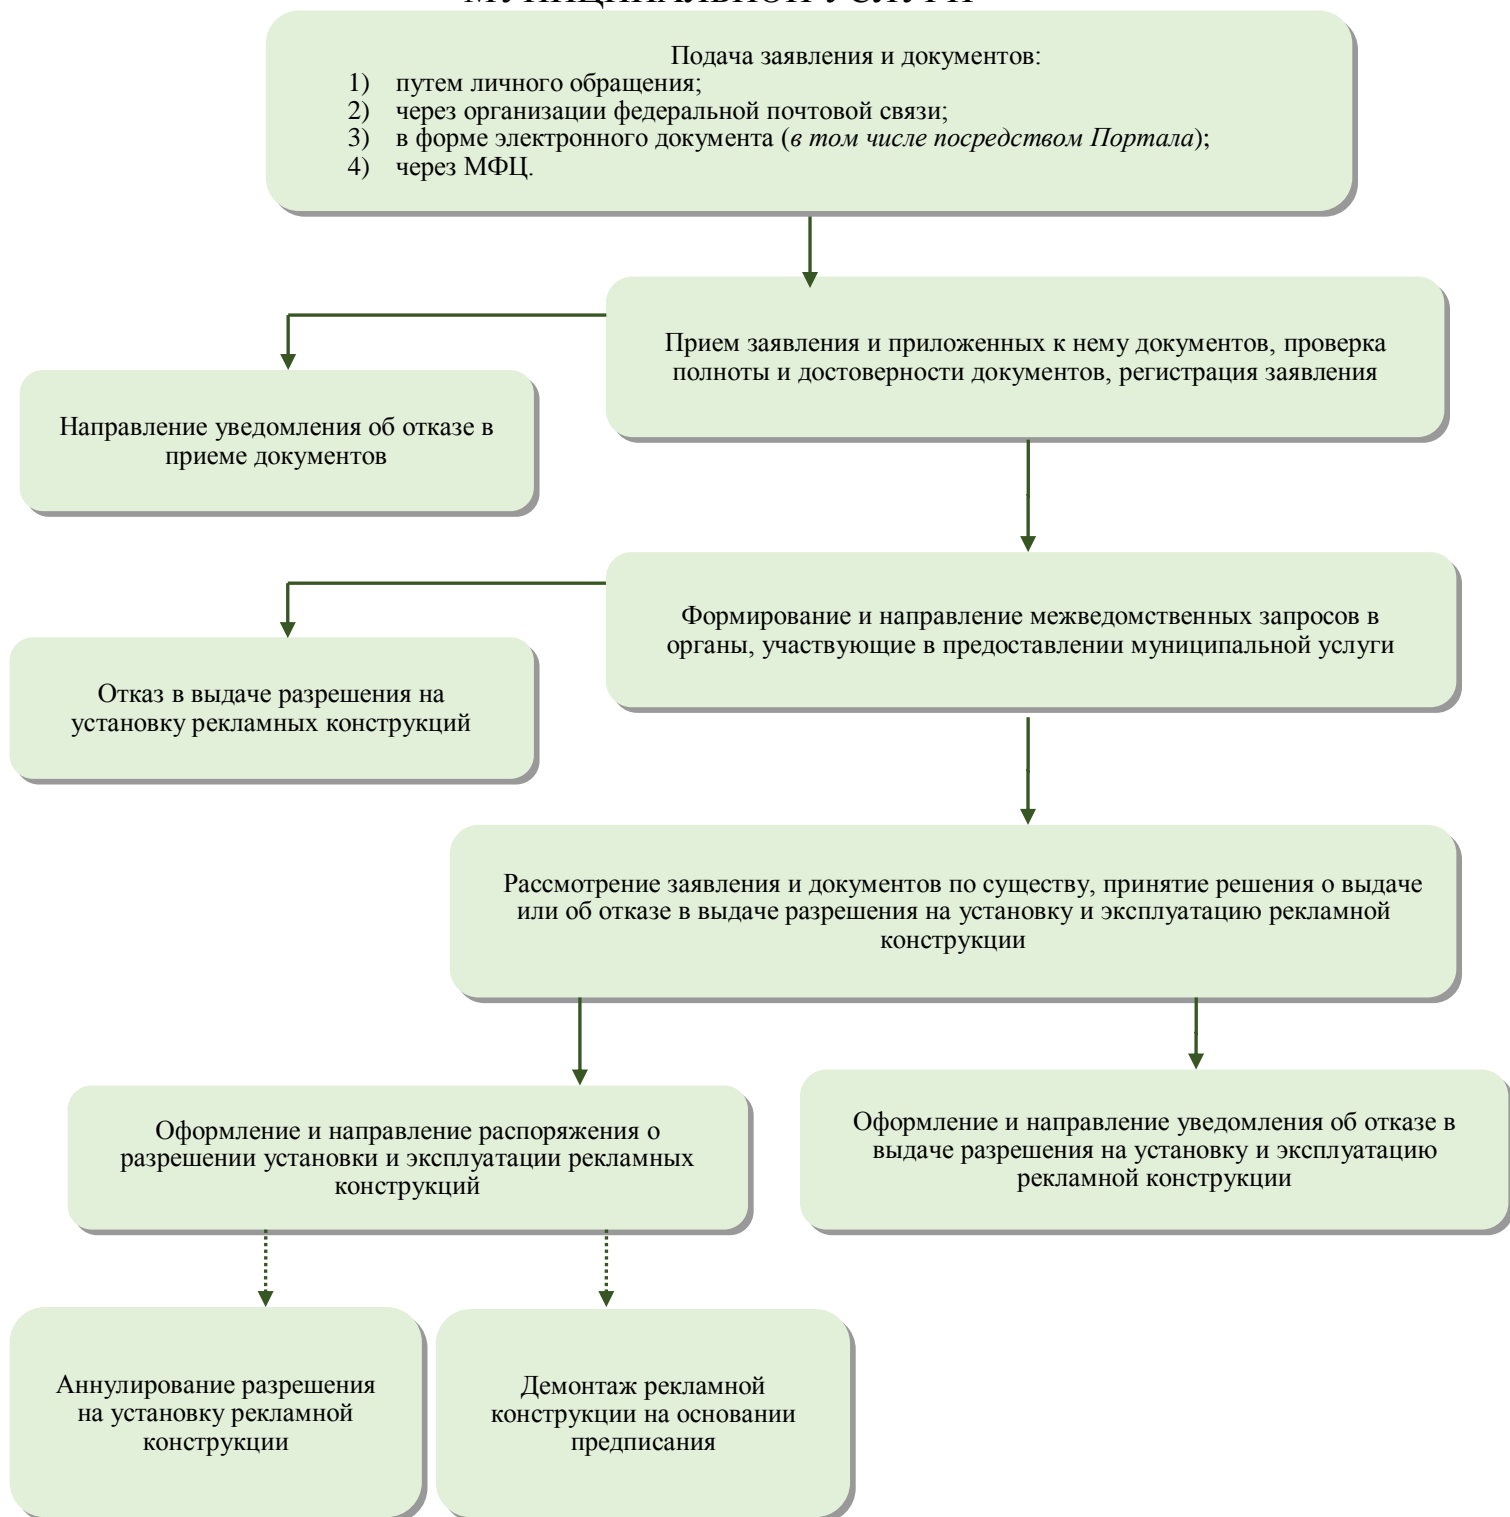 МУНИЦИПАЛЬНОЙ УСЛУГИ
Подача заявления и документов:
1) путем личного обращения;
2) через организации федеральной почтовой связи;
3) в форме электронного документа (в том числе посредством Портала);
4) через МФЦ.
Прием заявления и приложенных к нему документов, проверка
полноты и достоверности документов, регистрация заявления
Направление уведомления об отказе в
приеме документов
Формирование и направление межведомственных запросов в
органы, участвующие в предоставлении муниципальной услуги
Отказ в выдаче разрешения на
установку рекламных конструкций
Рассмотрение заявления и документов по существу, принятие решения о выдаче
или об отказе в выдаче разрешения на установку и эксплуатацию рекламной
конструкции
Оформление и направление распоряжения о
разрешении установки и эксплуатации рекламных
конструкций
Оформление и направление уведомления об отказе в
выдаче разрешения на установку и эксплуатацию
рекламной конструкции
Аннулирование разрешения
на установку рекламной
конструкции
Демонтаж рекламной
конструкции на основании
предписания